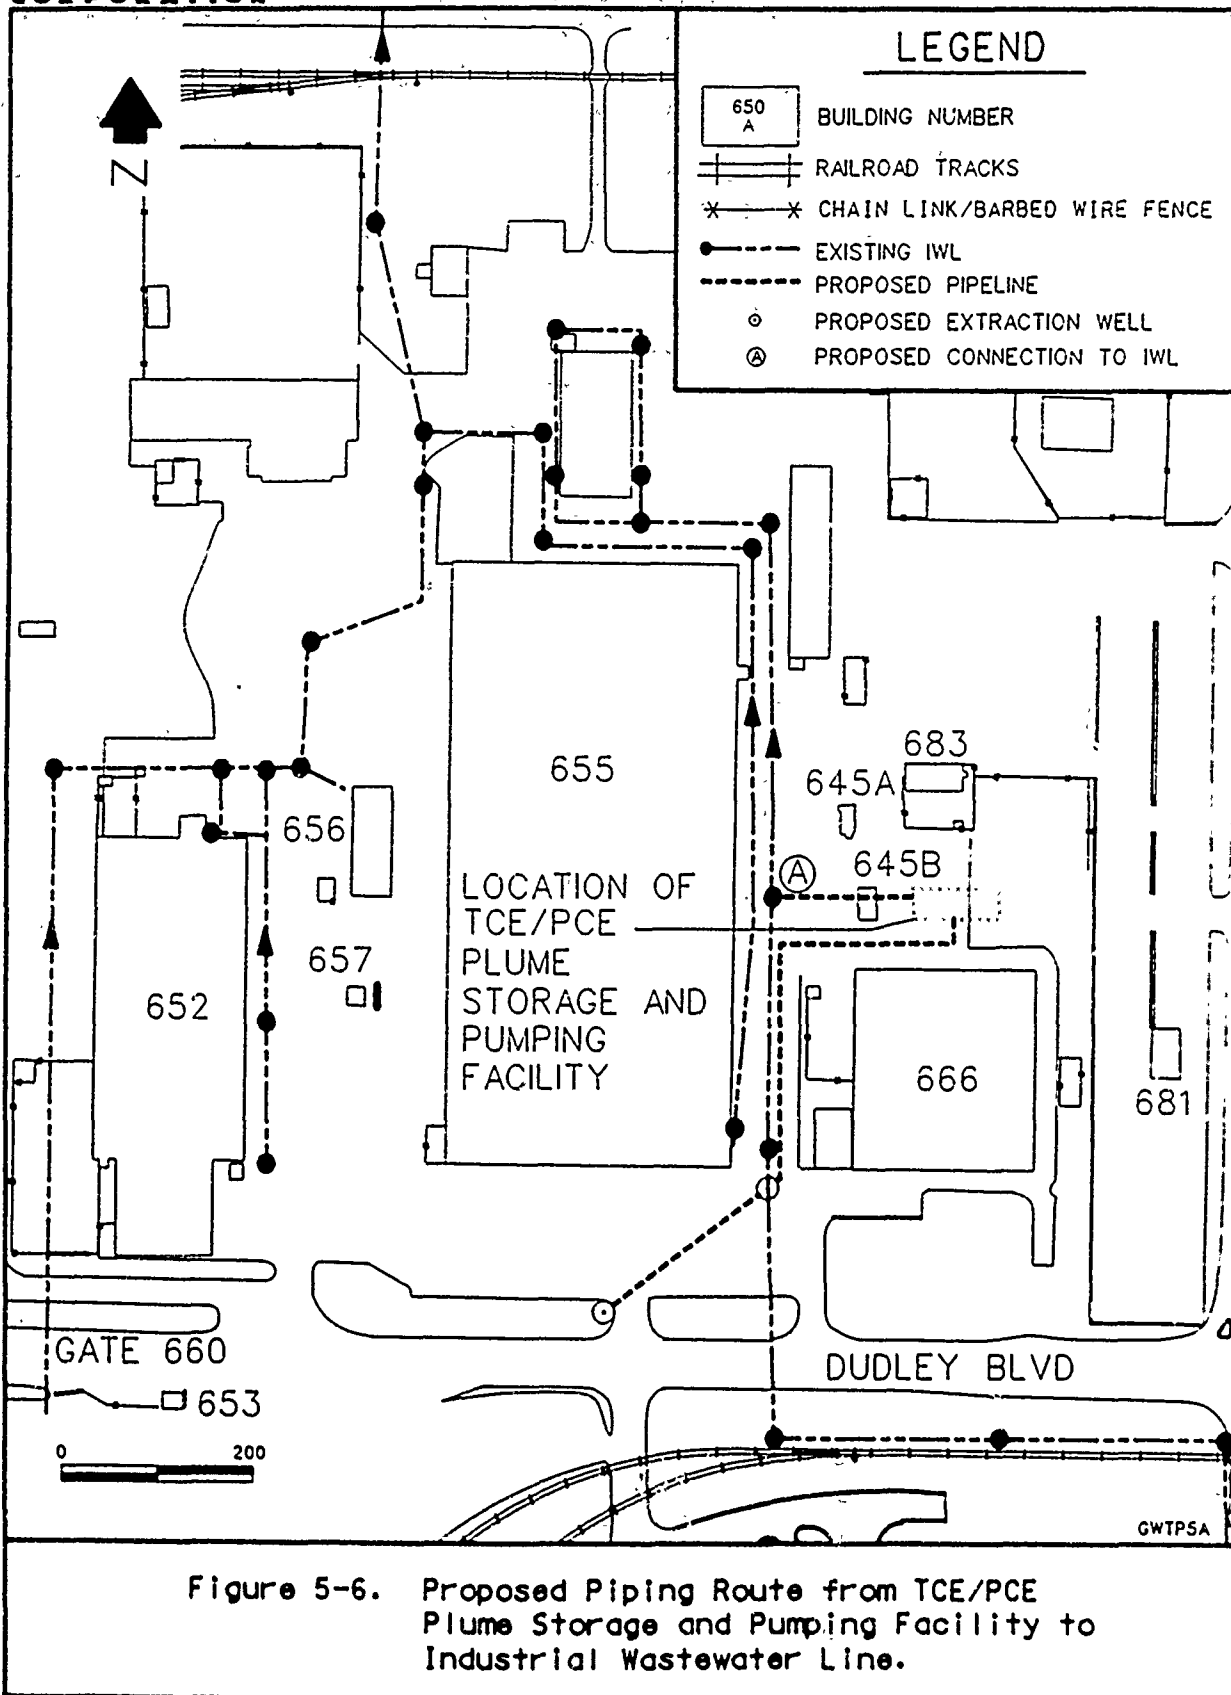 LEGEND
650
A
BUILDING NUMBER
RAILROAD TRACKS
CHAIN LINK/BARBED WIRE FENCE
EXISTING IWL
PROPOSED PIPELINE
PROPOSED EXTRACTION WELL
A
PROPOSED CONNECTION TO IWL
Z
683
655
645A
656
A
645B
LOCATION OF
TCE/PCE
PLUME
STORAGE AND
PUMPING
FACILITY
657
652
666
681
GATE 660
DUDLEY BLVD
653
0
200
GWTP5A
Figure 5-6. Proposed Piping Route from TCE/PCE
Plume Storage and Pumping Facility to
Industrial Wastewater Line.